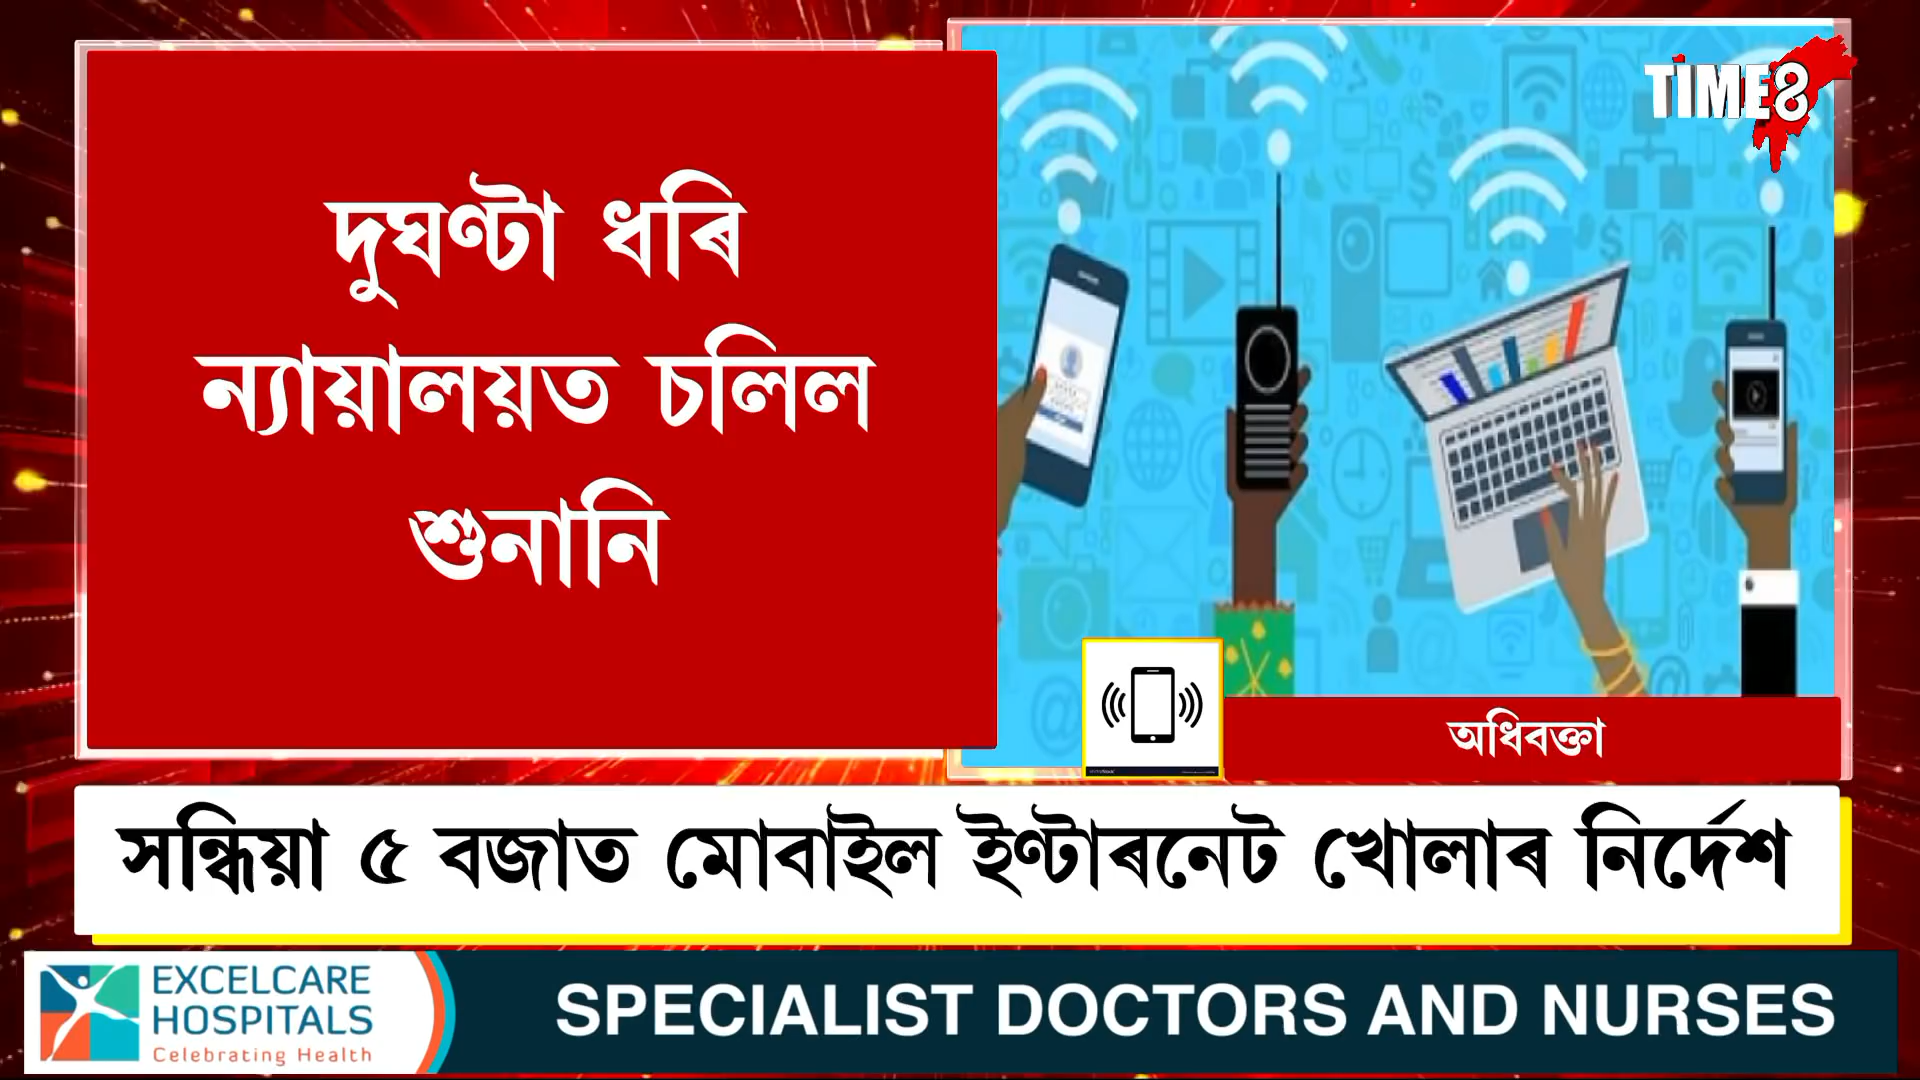 TIME8
দুঘণ্টা ধৰি
ন্যায়ালয়ত চলিল
শুনানি
অধিবক্তা
সন্ধিয়া ৫ বজাত মোবাইল ইণ্টাৰনেট খোলাৰ নিৰ্দেশ
EXCELCARE
HOSPITALS
Celebrating Health
SPECIALIST DOCTORS AND NURSES